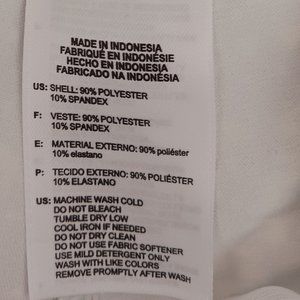 MADE IN INDONESIA
FABRIQUÉ EN INDONÉSIE
HECHO EN INDONESIA
FABRICADO NA INDONÉSIA
US: SHELL: 90% POLYESTER
10% SPANDEX
F: VESTE: 90% POLYESTER
10% SPANDEX
E: MATERIAL EXTERNO: 90% poliéster
10% elastano
P: TECIDO EXTERNO: 90% POLIÉSTER
10% ELASTANO
US: MACHINE WASH COLD
DO NOT BLEACH
TUMBLE DRY LOW
COOL IRON IF NEEDED
DO NOT DRY CLEAN
DO NOT USE FABRIC SOFTENER
USE MILD DETERGENT ONLY
WASH WITH LIKE COLORS
REMOVE PROMPTLY AFTER WASH